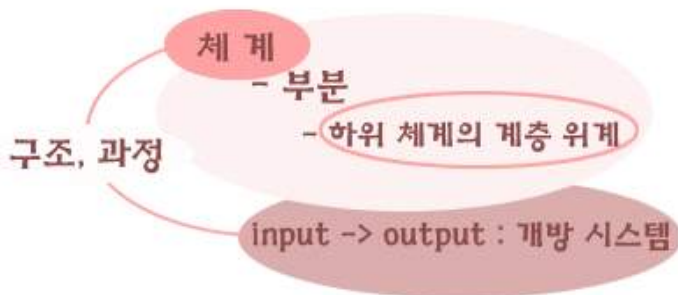 체 계
- 부분
- 하위 체계의 계층 위계
구조, 과정
input -> output : 개방 시스템